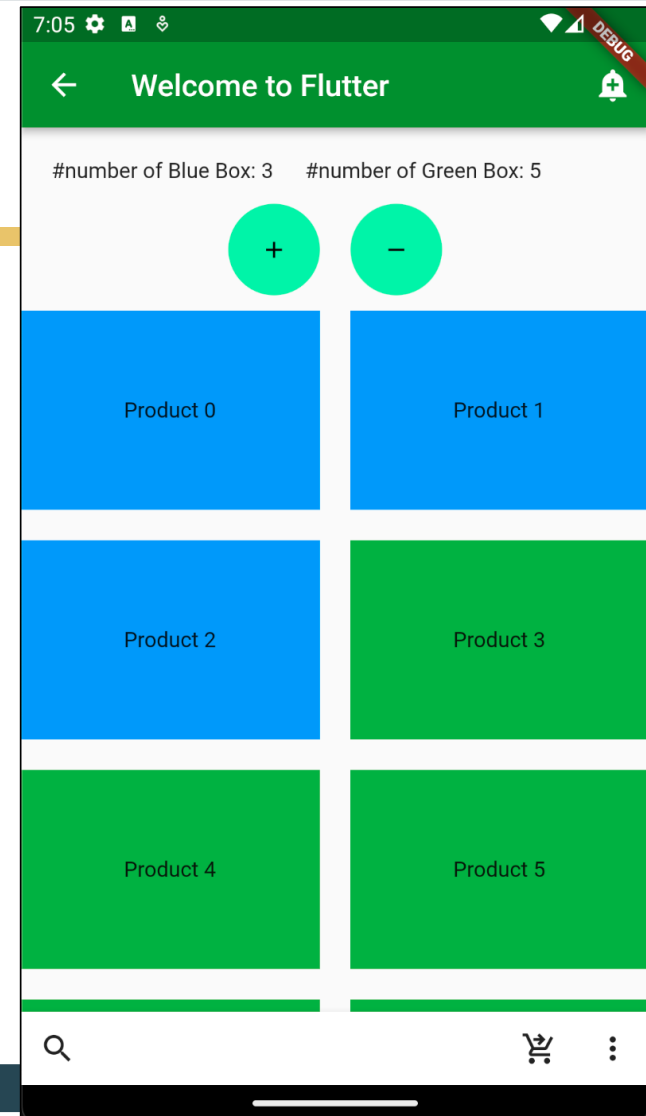 7:05 A
DEBUG
Welcome to Flutter
#number of Blue Box: 3 #number of Green Box: 5
+ −
Product 0 Product 1
Product 2 Product 3
Product 4 Product 5